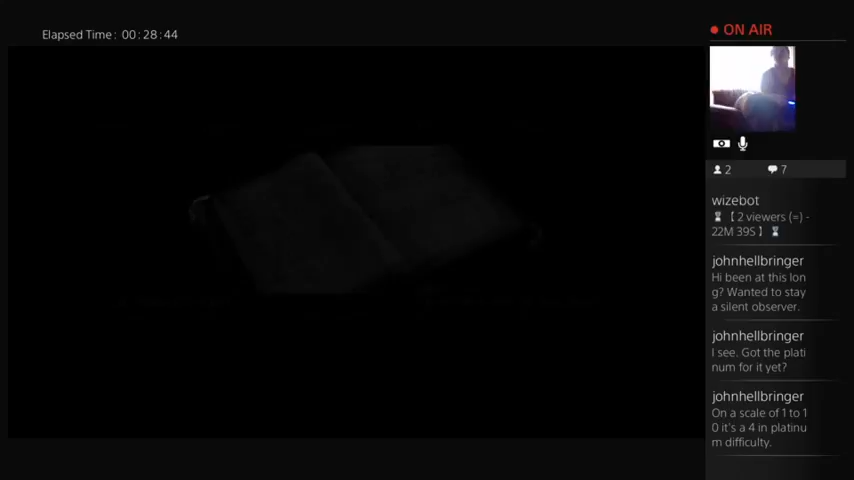 Elapsed Time: 00:28:44
ON AIR
2
7
wizebot
【 2 viewers (=) -
22M 39S 】
johnhellbringer
Hi been at this lon
g? Wanted to stay
a silent observer.
johnhellbringer
I see. Got the plati
num for it yet?
johnhellbringer
On a scale of 1 to 1
0 it's a 4 in platinu
m difficulty.